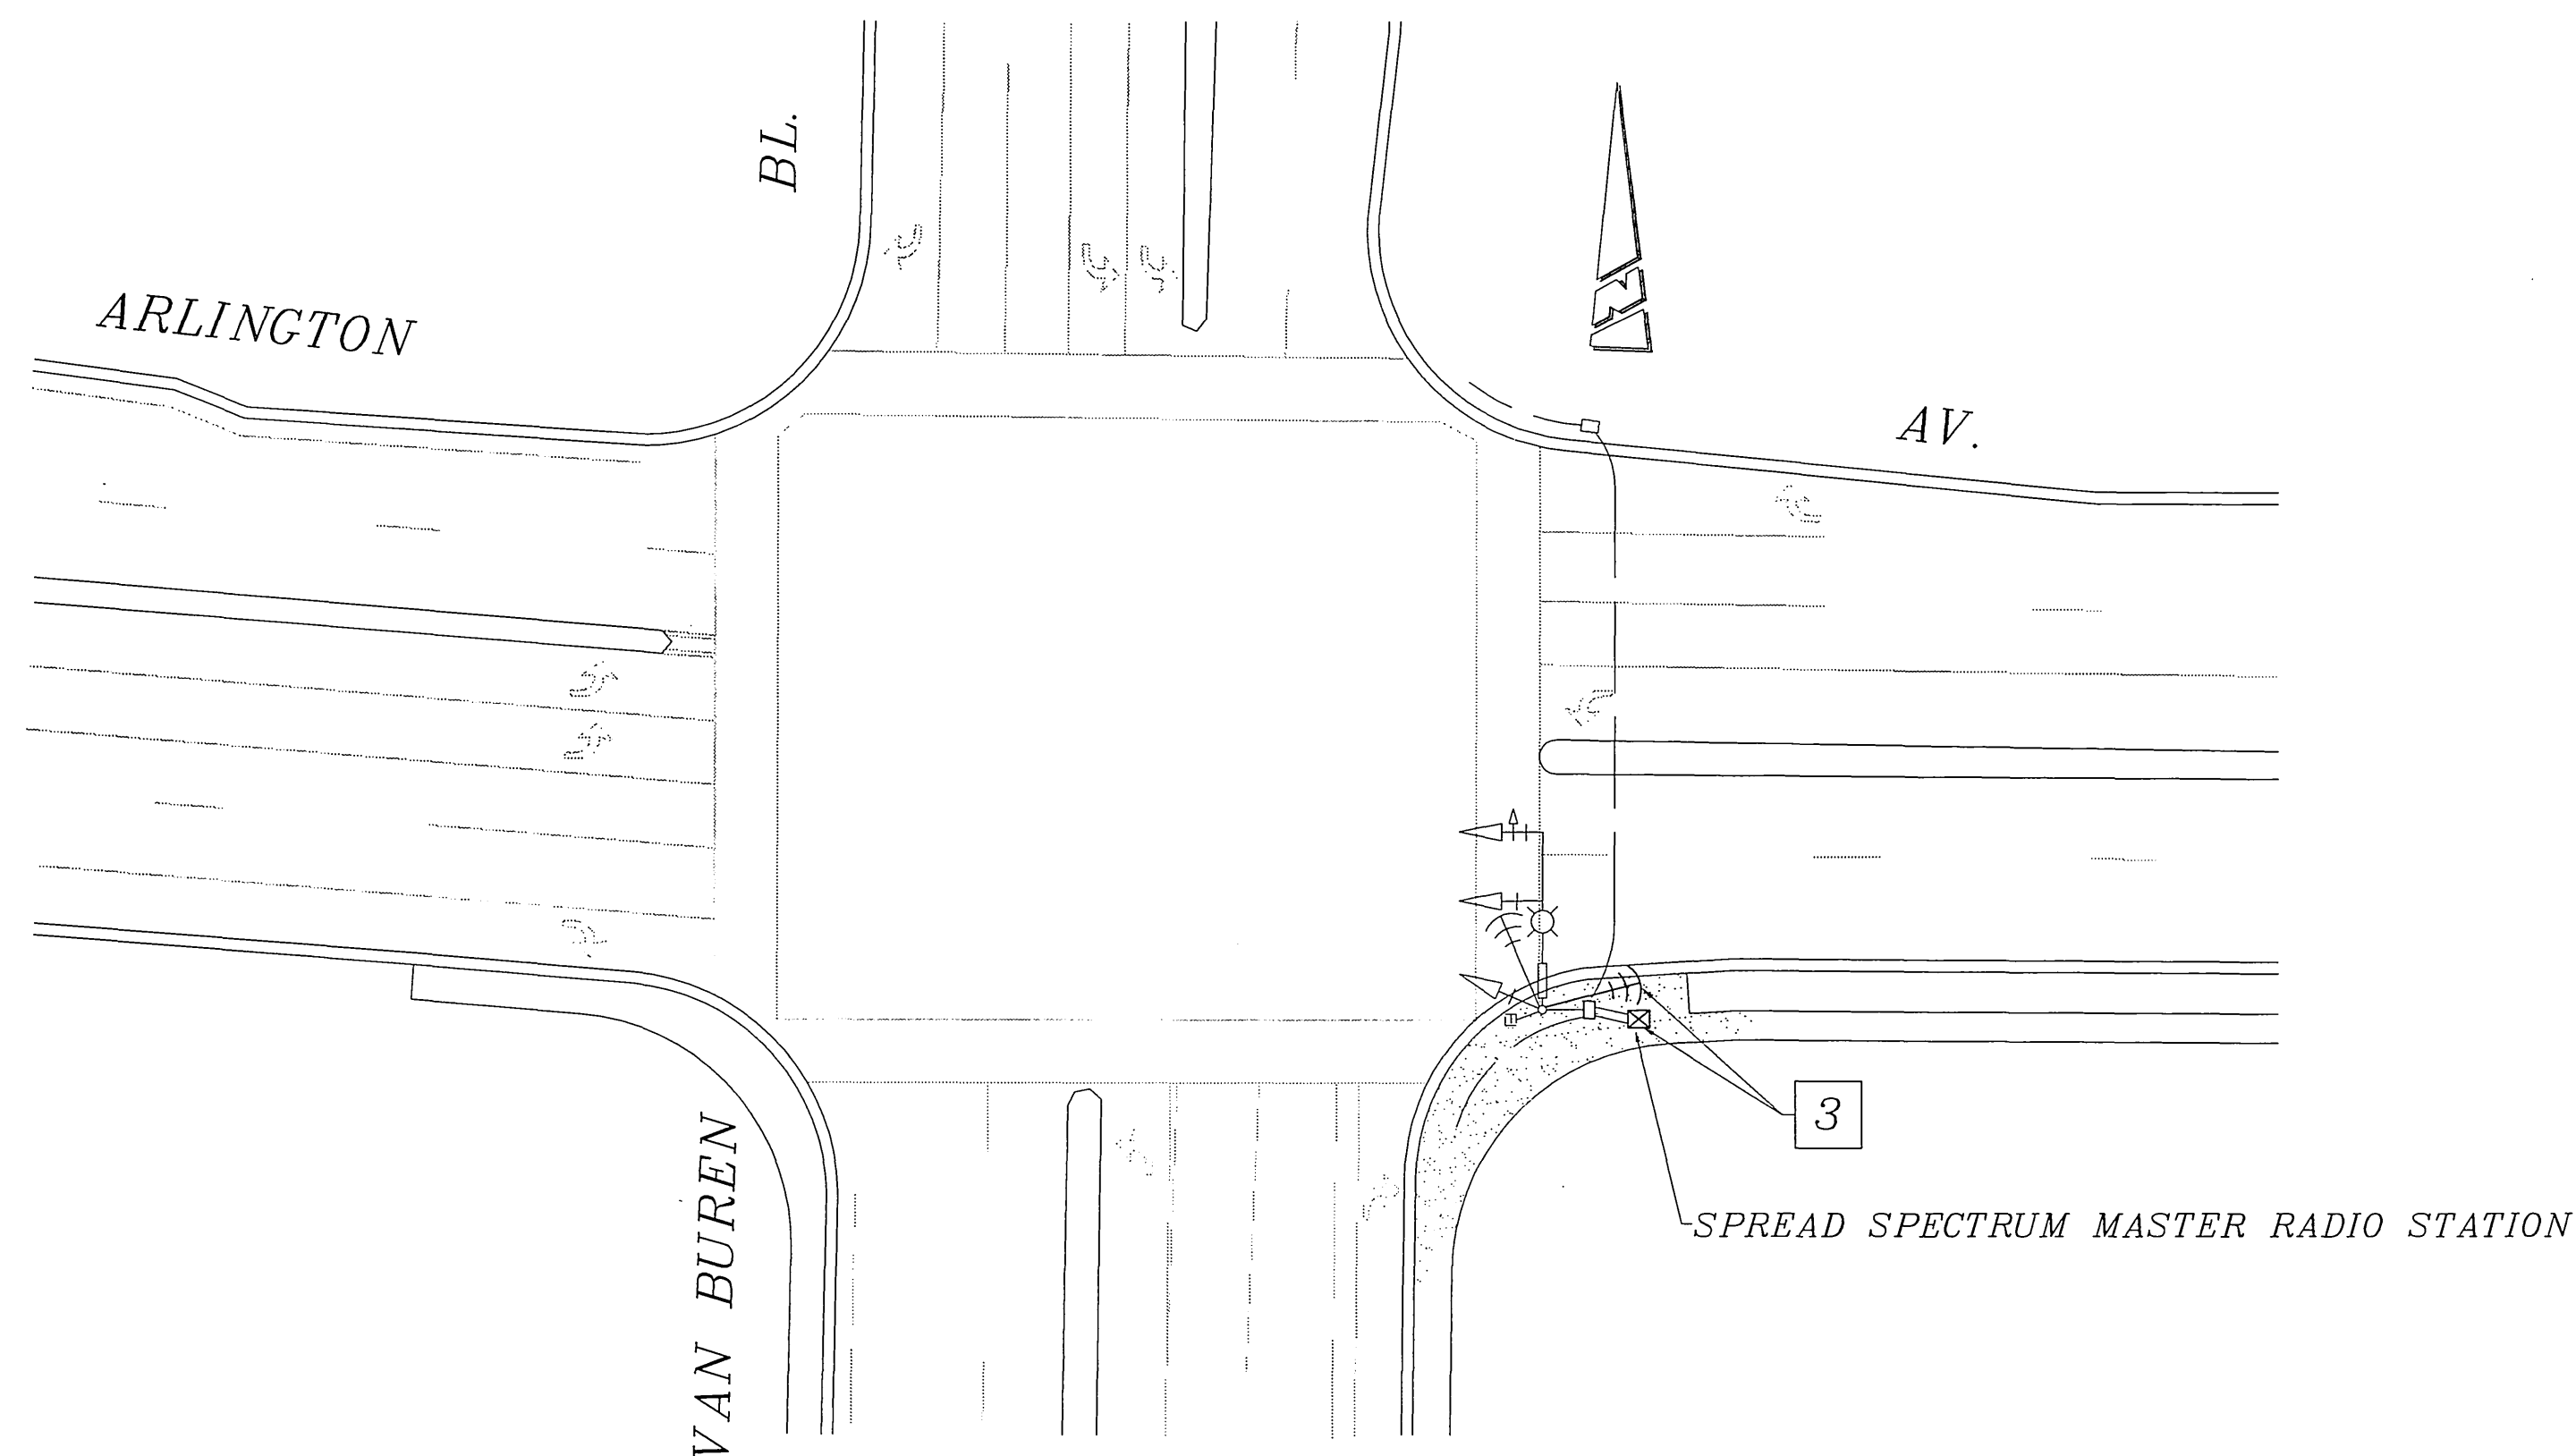 BL.
ARLINGTON
N
AV.
3
VAN BUREN
SPREAD SPECTRUM MASTER RADIO STATION